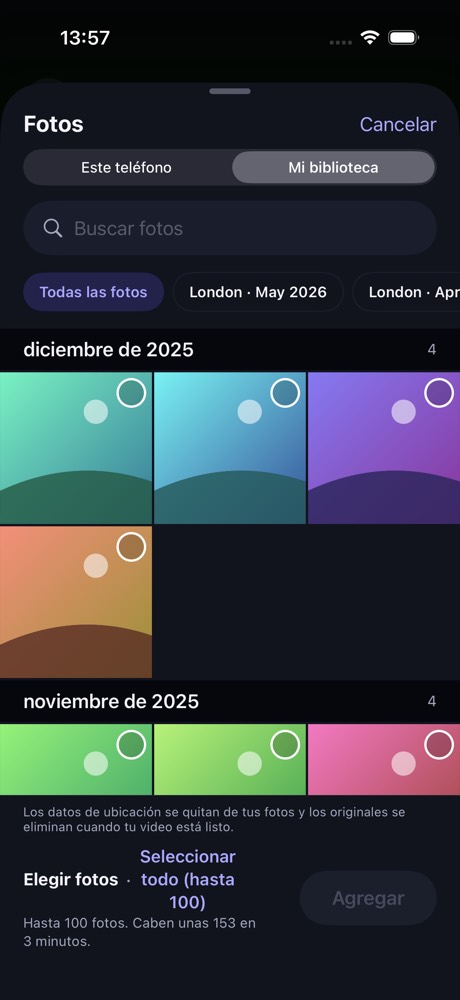 13:57
Fotos
Cancelar
Este teléfono
Mi biblioteca
Buscar fotos
Todas las fotos
London · May 2026
London · Apr
diciembre de 2025
4
noviembre de 2025
4
Los datos de ubicación se quitan de tus fotos y los originales se
eliminan cuando tu video está listo.
Elegir fotos ·
Seleccionar
todo (hasta
100)
Hasta 100 fotos. Caben unas 153 en
3 minutos.
Agregar